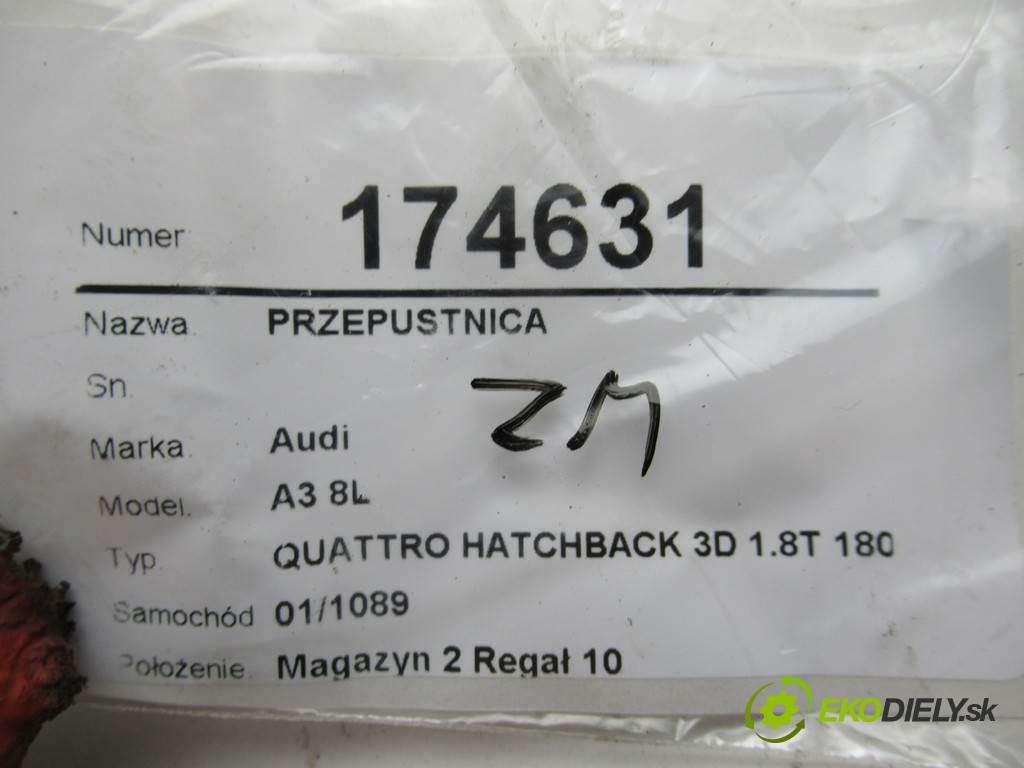 Numer 174631
Nazwa. PRZEPUSTNICA
Sn.
ZM
Marka. Audi
Model. A3 8L
Typ. QUATTRO HATCHBACK 3D 1.8T 180
Samochód 01/1089
Położenie. Magazyn 2 Regał 10
EKODIELY.sk